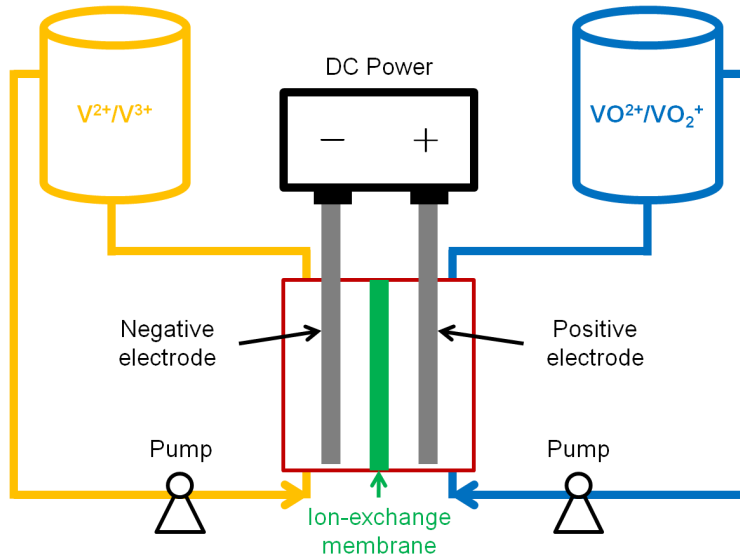 DC Power
V²⁺/V³⁺
VO²⁺/VO₂⁺
− +
Negative
electrode
Positive
electrode
Pump
Pump
Ion-exchange
membrane